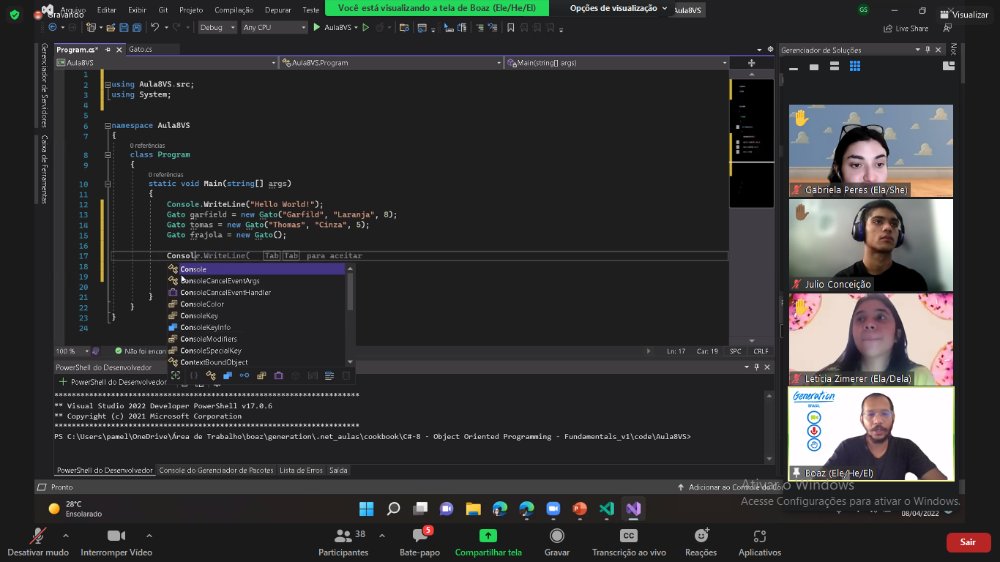 Gravando
Arquivo Editar Exibir Git Projeto Compilação Depurar Teste
Você está visualizando a tela de Boaz (Ele/He/El)
Opções de visualização
Aula8VS
GS
Visualizar
Debug
Any CPU
Aula8VS
Live Share
Program.cs*
Gato.cs
Gerenciador de Soluções
Not
Gerenciador de Servidores
Caixa de Ferramentas
Aula8VS
Aula8VS.Program
Main(string[] args)
1
2 using Aula8VS.src;
3 using System;
4
5
6 namespace Aula8VS
7 {
0 referências
8 class Program
9 {
0 referências
10 static void Main(string[] args)
11 {
12 Console.WriteLine("Hello World!");
13 Gato garfield = new Gato("Garfild", "Laranja", 8);
14 Gato tomas = new Gato("Thomas", "Cinza", 5);
15 Gato frajola = new Gato();
16
17 Console.WriteLine( Tab Tab para aceitar
18
19
20
21 }
22 }
23 }
24
Console
ConsoleCancelEventArgs
ConsoleCancelEventHandler
ConsoleColor
ConsoleKey
ConsoleKeyInfo
ConsoleModifiers
ConsoleSpecialKey
ContextBoundObject
100 %
Não foi encon
Ln: 17 Car: 19 SPC CRLF
PowerShell do Desenvolvedor
PowerShell do Desenvolvedor
**********************************************************************
** Visual Studio 2022 Developer PowerShell v17.0.6
** Copyright (c) 2021 Microsoft Corporation
**********************************************************************
PS C:\Users\pamel\OneDrive\Área de Trabalho\boaz\generation\.net_aulas\cookbook\C#-8 - Object Oriented Programming - Fundamentals_v1\code\Aula8VS>
PowerShell do Desenvolvedor Console do Gerenciador de Pacotes Lista de Erros Saída
Pronto
Adicionar ao Controle do Có
Gabriela Peres (Ela/She)
Julio Conceição
Letícia Zimerer (Ela/Dela)
Generation
BRASIL
Boaz (Ele/He/El)
Ativar o Windows
Acesse Configurações para ativar o Windows.
28°C
Ensolarado
08/04/2022
Desativar mudo
Interromper Vídeo
38
Participantes
5
Bate-papo
Compartilhar tela
Gravar
CC
Transcrição ao vivo
Reações
Aplicativos
Sair